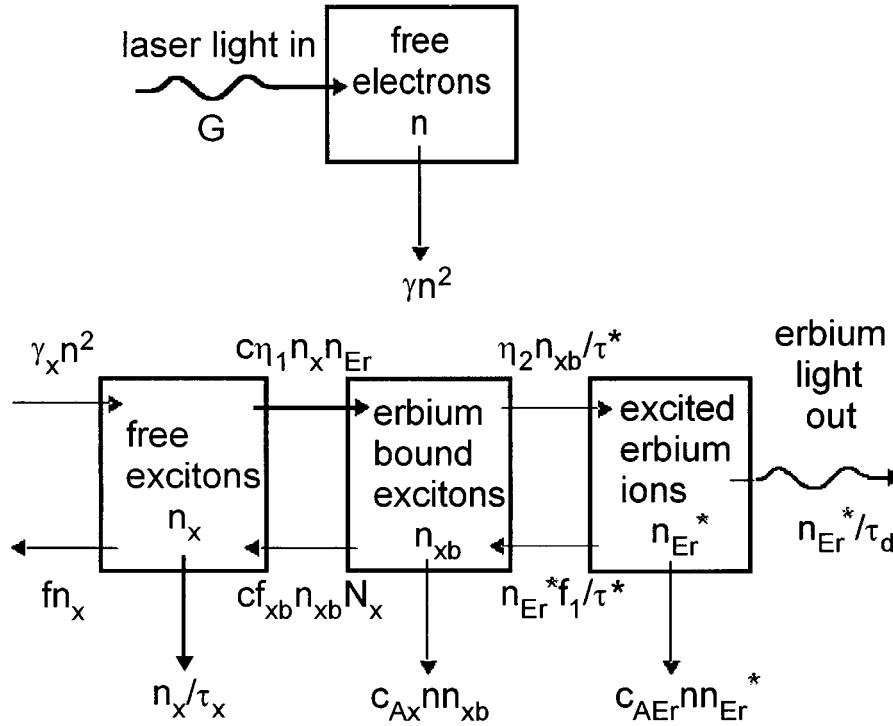 laser light in
G
free
electrons
n
γn²
γₓn²
cη₁nₓn_Er
η₂n_xb/τ*
erbium
light
out
free
excitons
nₓ
erbium
bound
excitons
n_xb
excited
erbium
ions
n_Er*
n_Er*/τ_d
fnₓ
cf_xb n_xb Nₓ
n_Er*f₁/τ*
nₓ/τₓ
c_Ax nn_xb
c_AEr nn_Er*